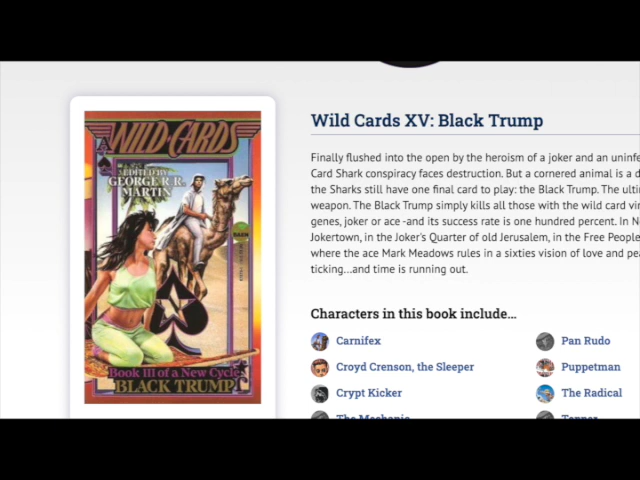 WILD CARDS
EDITED BY
GEORGE R.R.
MARTIN
BAEN
Book III of a New Cycle
BLACK TRUMP
Wild Cards XV: Black Trump
Finally flushed into the open by the heroism of a joker and an
Card Shark conspiracy faces destruction. But a cornered animal is a
the Sharks still have one final card to play: the Black Trump. The
weapon. The Black Trump simply kills all those with the wild card
genes, joker or ace -and its success rate is one hundred percent. In
Jokertown, in the Joker's Quarter of old Jerusalem, in the Free People
where the ace Mark Meadows rules in a sixties vision of love and
ticking...and time is running out.
Characters in this book include...
Carnifex
Pan Rudo
Croyd Crenson, the Sleeper
Puppetman
Crypt Kicker
The Radical
The Mechanic